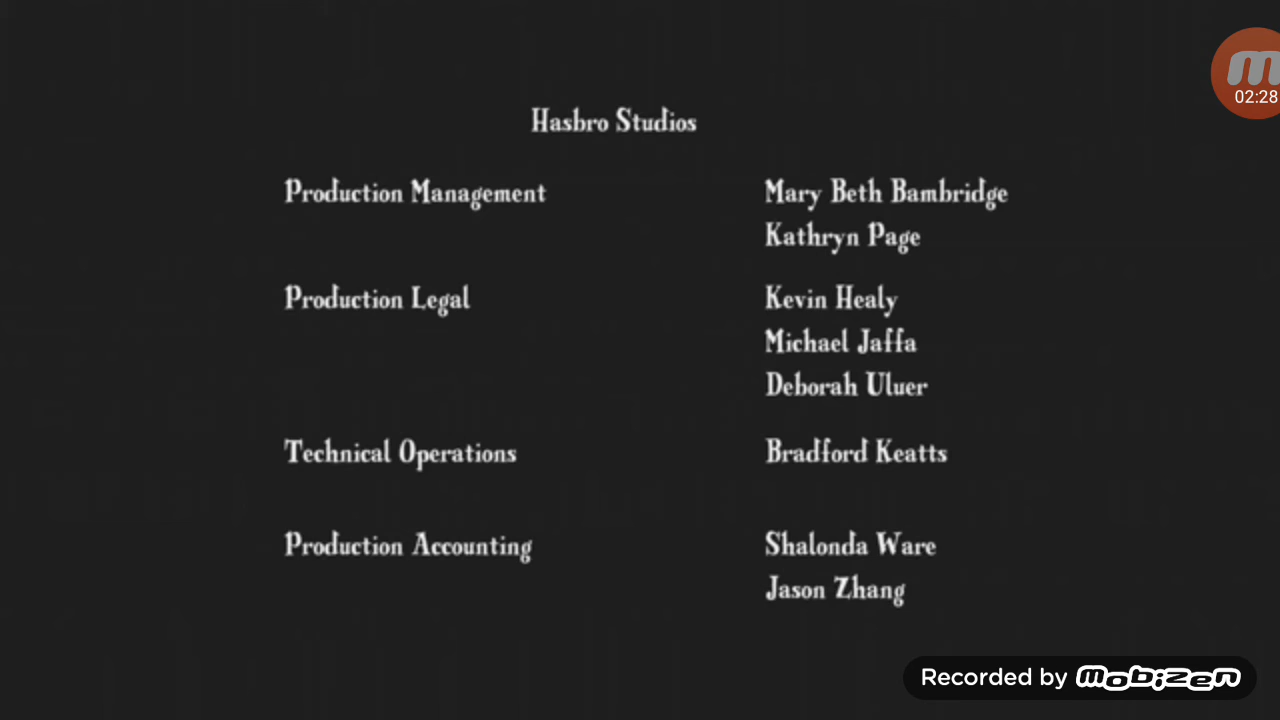 Hasbro Studios
Production Management Mary Beth Bambridge
Kathryn Page
Production Legal Kevin Healy
Michael Jaffa
Deborah Uluer
Technical Operations Bradford Keatts
Production Accounting Shalonda Ware
Jason Zhang
m
02:28
Recorded by mobizen